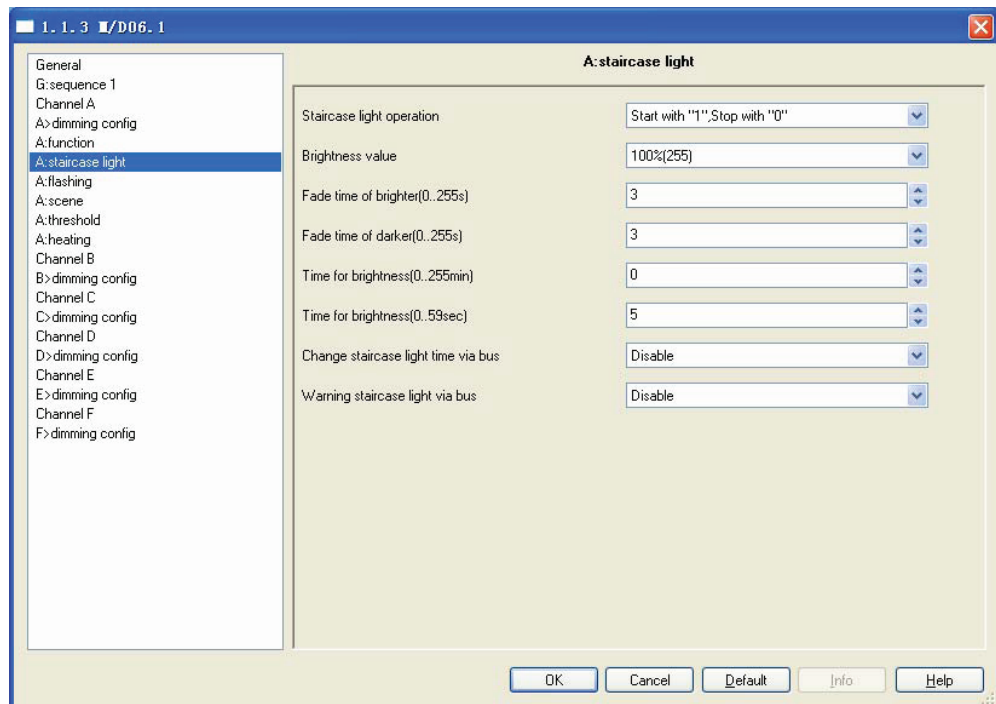 1.1.3 M/D06.1
General
G:sequence 1
Channel A
A>dimming config
A:function
A:staircase light
A:flashing
A:scene
A:threshold
A:heating
Channel B
B>dimming config
Channel C
C>dimming config
Channel D
D>dimming config
Channel E
E>dimming config
Channel F
F>dimming config
A:staircase light
Staircase light operation Start with "1",Stop with "0"
Brightness value 100%(255)
Fade time of brighter(0..255s) 3
Fade time of darker(0..255s) 3
Time for brightness(0..255min) 0
Time for brightness(0..59sec) 5
Change staircase light time via bus Disable
Warning staircase light via bus Disable
OK Cancel Default Info Help